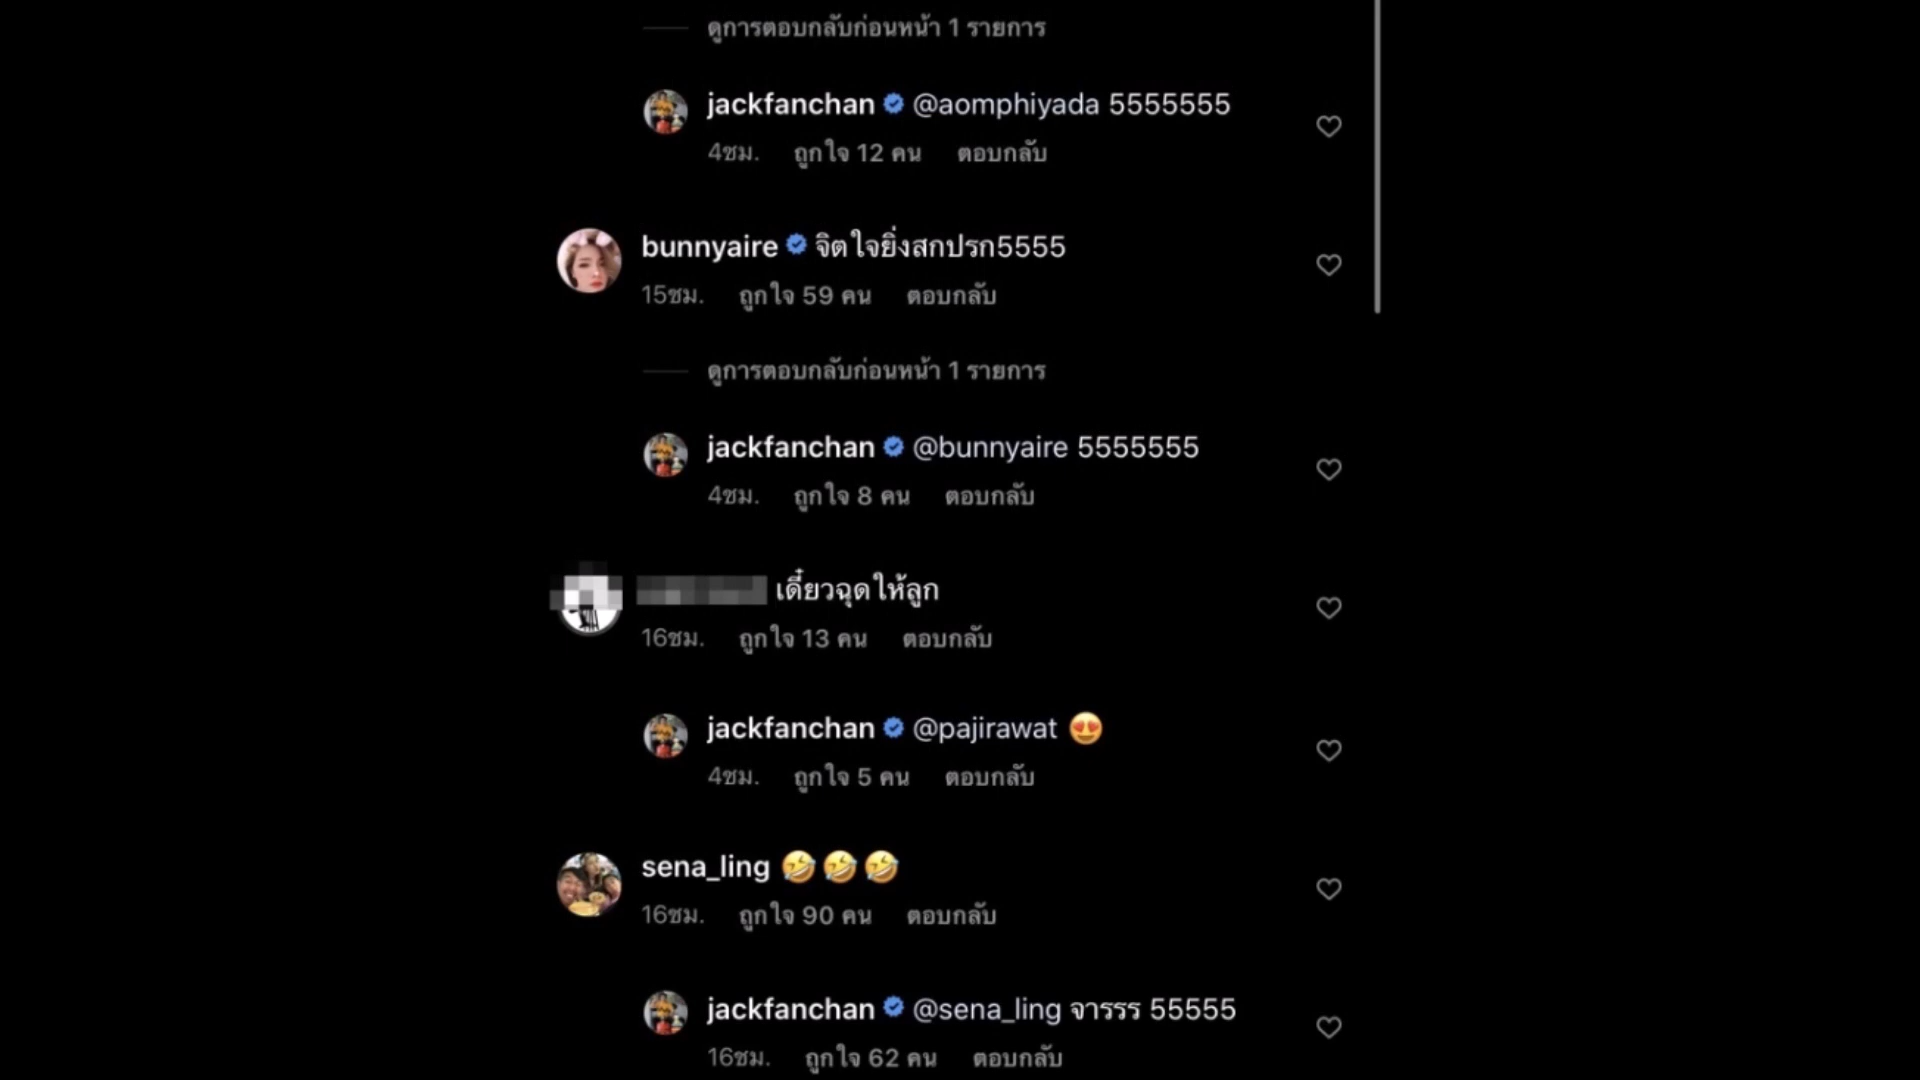 ดูการตอบกลับก่อนหน้า 1 รายการ
jackfanchan @aomphiyada 5555555
4ชม. ถูกใจ 12 คน ตอบกลับ
bunnyaire จิตใจยิ่งสกปรก5555
15ชม. ถูกใจ 59 คน ตอบกลับ
ดูการตอบกลับก่อนหน้า 1 รายการ
jackfanchan @bunnyaire 5555555
4ชม. ถูกใจ 8 คน ตอบกลับ
เดี๋ยวฉุดให้ลูก
16ชม. ถูกใจ 13 คน ตอบกลับ
jackfanchan @pajirawat 😍
4ชม. ถูกใจ 5 คน ตอบกลับ
sena_ling 🤣🤣🤣
16ชม. ถูกใจ 90 คน ตอบกลับ
jackfanchan @sena_ling จารรร 55555
16ชม. ถูกใจ 62 คน ตอบกลับ